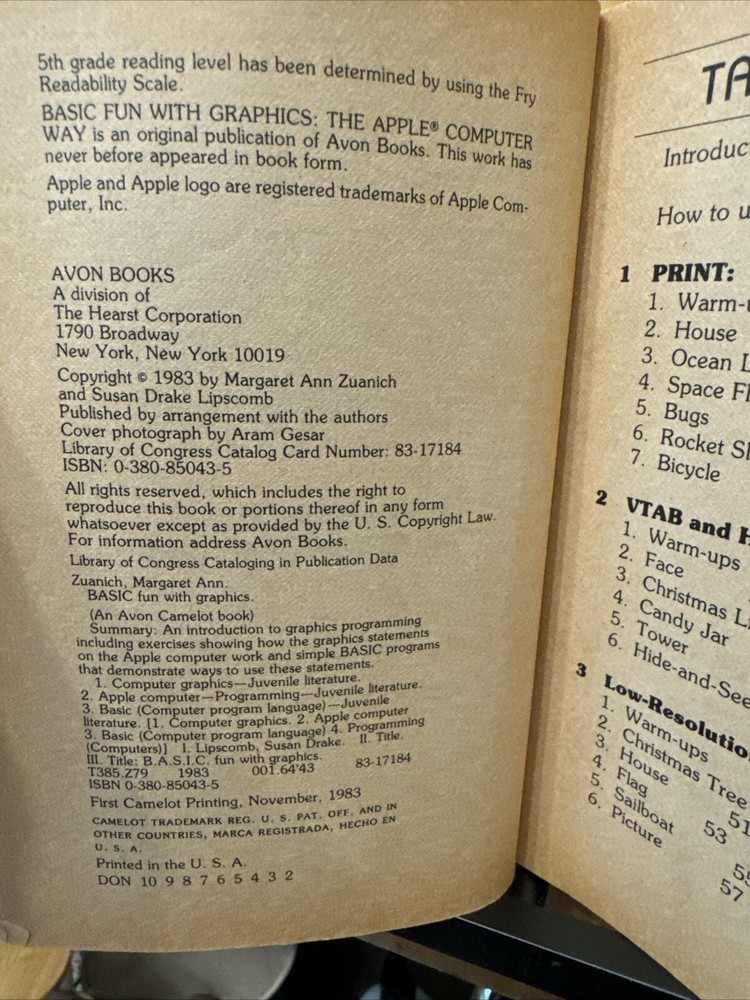 5th grade reading level has been determined by using the Fry
Readability Scale.
BASIC FUN WITH GRAPHICS: THE APPLE® COMPUTER
WAY is an original publication of Avon Books. This work has
never before appeared in book form.
Apple and Apple logo are registered trademarks of Apple Com-
puter, Inc.
AVON BOOKS
A division of
The Hearst Corporation
1790 Broadway
New York, New York 10019
Copyright © 1983 by Margaret Ann Zuanich
and Susan Drake Lipscomb
Published by arrangement with the authors
Cover photograph by Aram Gesar
Library of Congress Catalog Card Number: 83-17184
ISBN: 0-380-85043-5
All rights reserved, which includes the right to
reproduce this book or portions thereof in any form
whatsoever except as provided by the U. S. Copyright Law.
For information address Avon Books.
Library of Congress Cataloging in Publication Data
Zuanich, Margaret Ann.
BASIC fun with graphics.
(An Avon Camelot book)
Summary: An introduction to graphics programming
including exercises showing how the graphics statements
on the Apple computer work and simple BASIC programs
that demonstrate ways to use these statements.
1. Computer graphics—Juvenile literature.
2. Apple computer—Programming—Juvenile literature.
3. Basic (Computer program language)—Juvenile
literature. [1. Computer graphics. 2. Apple computer
3. Basic (Computer program language) 4. Programming
(Computers)] I. Lipscomb, Susan Drake. II. Title.
III. Title: B.A.S.I.C. fun with graphics.
T385.Z79 1983 001.64'43 83-17184
ISBN 0-380-85043-5
First Camelot Printing, November, 1983
CAMELOT TRADEMARK REG. U. S. PAT. OFF. AND IN
OTHER COUNTRIES, MARCA REGISTRADA, HECHO EN
U. S. A.
Printed in the U. S. A.
DON 10 9 8 7 6 5 4 3 2
TA
Introduc
How to u
1 PRINT:
1. Warm-u
2. House
3. Ocean L
4. Space Fl
5. Bugs
6. Rocket Sh
7. Bicycle
2 VTAB and H
1. Warm-ups
2. Face
3. Christmas Li
4. Candy Jar
5. Tower
6. Hide-and-See
3 Low-Resolutio
1. Warm-ups
2. Christmas Tree
3. House 51
4. Flag 53
5. Sailboat 55
6. Picture 57